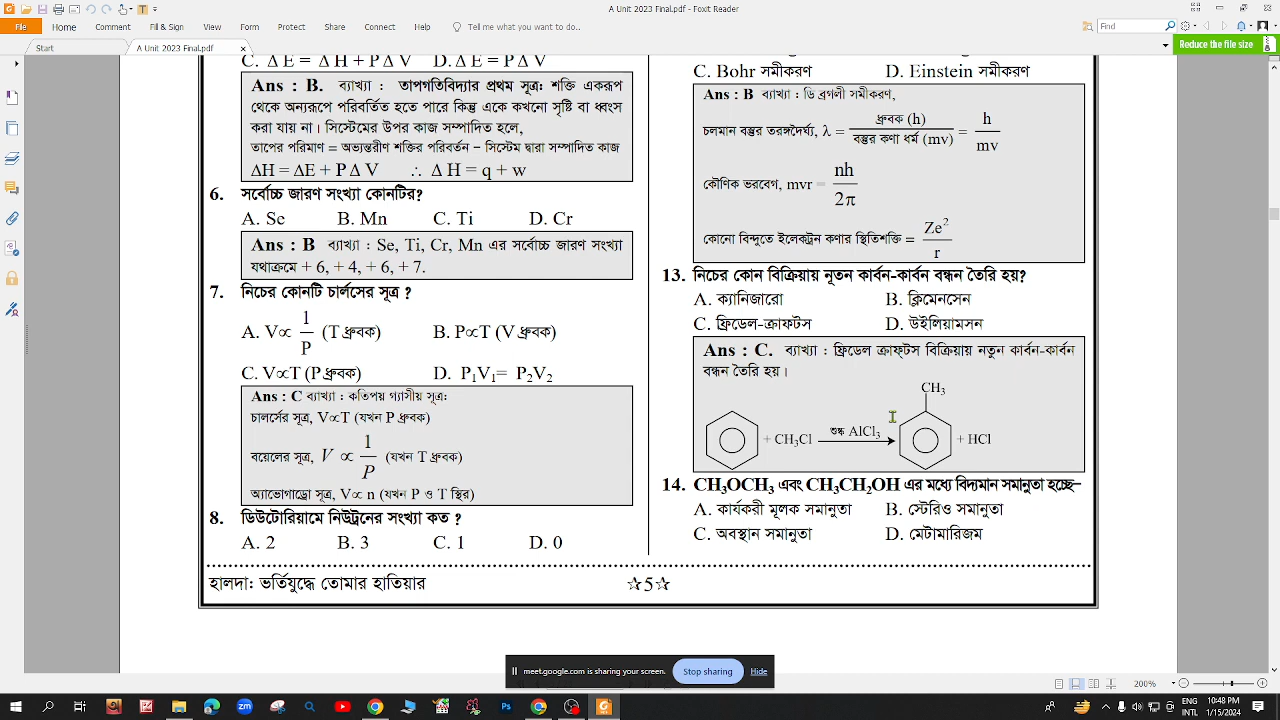 A Unit 2023 Final.pdf - Foxit Reader
File Home Comment Fill & Sign View Form Protect Share Connect Help Tell me what you want to do.. Find
Start A Unit 2023 Final.pdf Reduce the file size
C. Δ E = Δ H + P Δ V D. Δ E = P Δ V
Ans : B. ব্যাখ্যা : তাপগতিবিদ্যার প্রথম সূত্র: শক্তি একরূপ
থেকে অন্যরূপে পরিবর্তিত হতে পারে কিন্তু একে কখনো সৃষ্টি বা ধ্বংস
করা যায় না। সিস্টেমের উপর কাজ সম্পাদিত হলে,
তাপের পরিমাণ = অভ্যন্তরীণ শক্তির পরিবর্তন – সিস্টেম দ্বারা সম্পাদিত কাজ
ΔH = ΔE + P Δ V ∴ Δ H = q + w
6. সর্বোচ্চ জারণ সংখ্যা কোনটির?
A. Se B. Mn C. Ti D. Cr
Ans : B ব্যাখ্যা : Se, Ti, Cr, Mn এর সর্বোচ্চ জারণ সংখ্যা
যথাক্রমে + 6, + 4, + 6, + 7.
7. নিচের কোনটি চার্লসের সূত্র ?
A. V∝ 1/P (T ধ্রুবক) B. P∝T (V ধ্রুবক)
C. V∝T (P ধ্রুবক) D. P₁V₁= P₂V₂
Ans : C ব্যাখ্যা : কতিপয় গ্যাসীয় সূত্র:
চার্লসের সূত্র, V∝T (যখন P ধ্রুবক)
বয়েলের সূত্র, V ∝ 1/P (যখন T ধ্রুবক)
অ্যাভোগাড্রো সূত্র, V∝ n (যখন P ও T স্থির)
8. ডিউটোরিয়ামে নিউট্রনের সংখ্যা কত ?
A. 2 B. 3 C. 1 D. 0
C. Bohr সমীকরণ D. Einstein সমীকরণ
Ans : B ব্যাখ্যা : ডি ব্রগলী সমীকরণ,
চলমান বস্তুর তরঙ্গদৈর্ঘ্য, λ = ধ্রুবক (h)/বস্তুর কণা ধর্ম (mv) = h/mv
কৌণিক ভরবেগ, mvr = nh/2π
কোনো বিন্দুতে ইলেকট্রন কণার স্থিতিশক্তি = Ze²/r
13. নিচের কোন বিক্রিয়ায় নূতন কার্বন-কার্বন বন্ধন তৈরি হয়?
A. ক্যানিজারো B. ক্লিমেনসেন
C. ফ্রিডেল-ক্রাফটস D. উইলিয়ামসন
Ans : C. ব্যাখ্যা : ফ্রিডেল ক্রাফ্টস বিক্রিয়ায় নতুন কার্বন-কার্বন
বন্ধন তৈরি হয়।
CH₃
+ CH₃Cl শুষ্ক AlCl₃ + HCl
14. CH₃OCH₃ এবং CH₃CH₂OH এর মধ্যে বিদ্যমান সমানুতা হচ্ছে–
A. কার্যকরী মূলক সমানুতা B. স্টেরিও সমানুতা
C. অবস্থান সমানুতা D. মেটামারিজম
হালদা: ভর্তিযুদ্ধে তোমার হাতিয়ার ☆5☆
meet.google.com is sharing your screen. Stop sharing Hide
200%
ENG 10:48 PM
INTL 1/15/2024